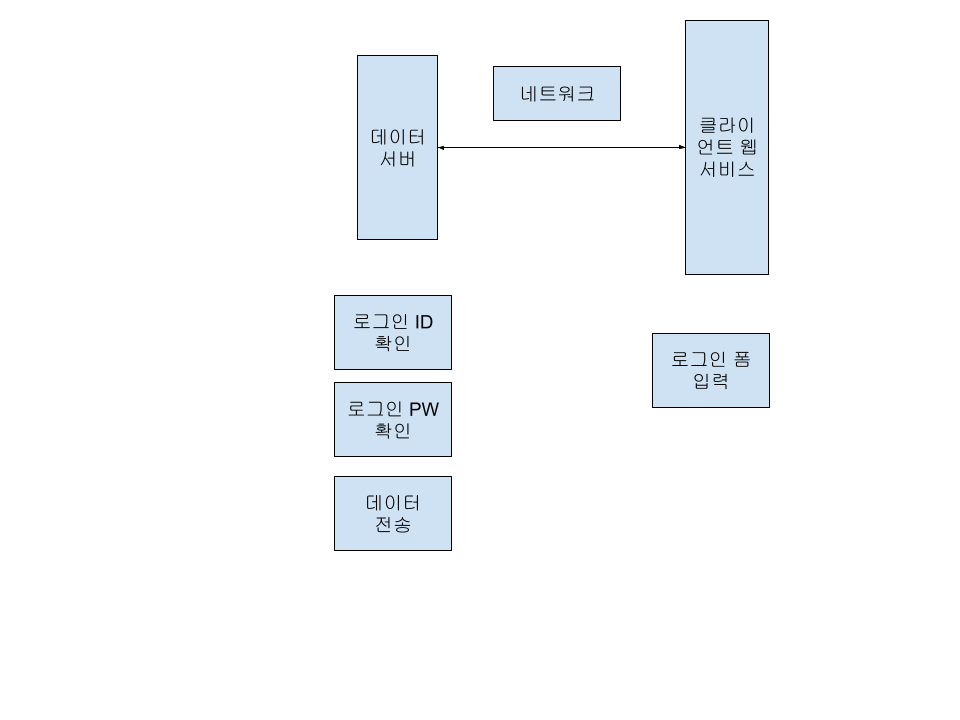 네트워크
데이터
서버
클라이
언트 웹
서비스
로그인 ID
확인
로그인 폼
입력
로그인 PW
확인
데이터
전송